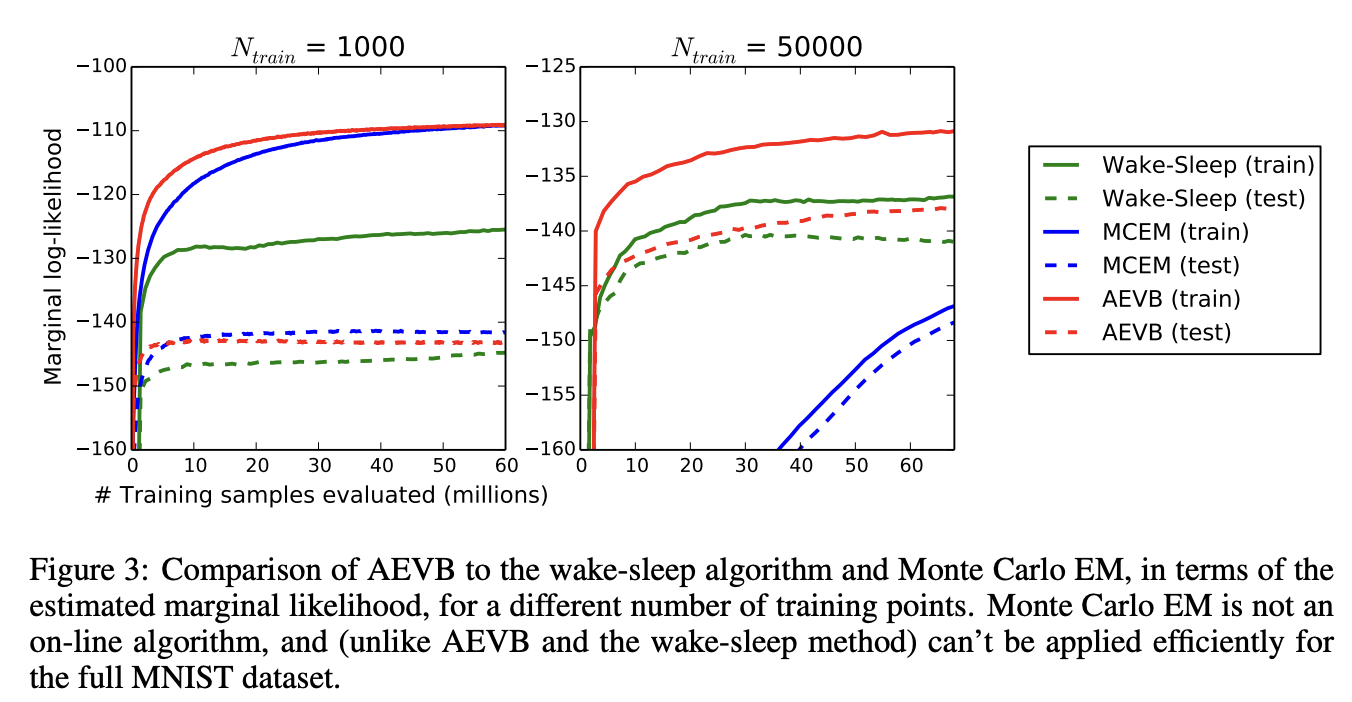 N_train = 1000
N_train = 50000
Marginal log-likelihood
−100
−110
−120
−130
−140
−150
−160
0 10 20 30 40 50 60
# Training samples evaluated (millions)
−125
−130
−135
−140
−145
−150
−155
−160
0 10 20 30 40 50 60
Wake-Sleep (train)
Wake-Sleep (test)
MCEM (train)
MCEM (test)
AEVB (train)
AEVB (test)
Figure 3: Comparison of AEVB to the wake-sleep algorithm and Monte Carlo EM, in terms of the
estimated marginal likelihood, for a different number of training points. Monte Carlo EM is not an
on-line algorithm, and (unlike AEVB and the wake-sleep method) can't be applied efficiently for
the full MNIST dataset.